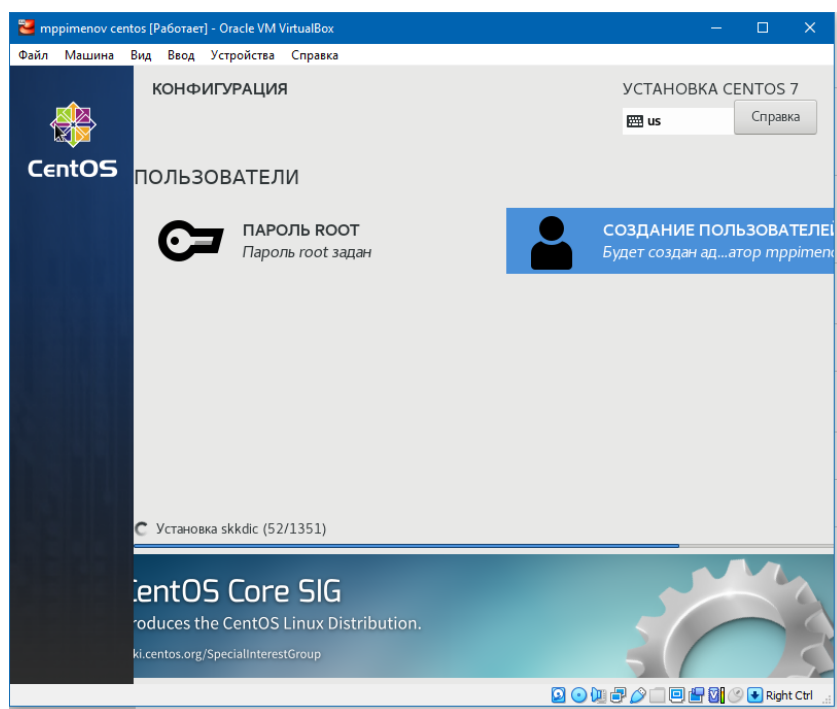 mppimenov centos [Работает] - Oracle VM VirtualBox
Файл Машина Вид Ввод Устройства Справка
КОНФИГУРАЦИЯ
УСТАНОВКА CENTOS 7
us
Справка
CentOS
ПОЛЬЗОВАТЕЛИ
ПАРОЛЬ ROOT
Пароль root задан
СОЗДАНИЕ ПОЛЬЗОВАТЕЛЕ
Будет создан ад...атор mppimen
Установка skkdic (52/1351)
entOS Core SIG
roduces the CentOS Linux Distribution.
ki.centos.org/SpecialInterestGroup
Right Ctrl